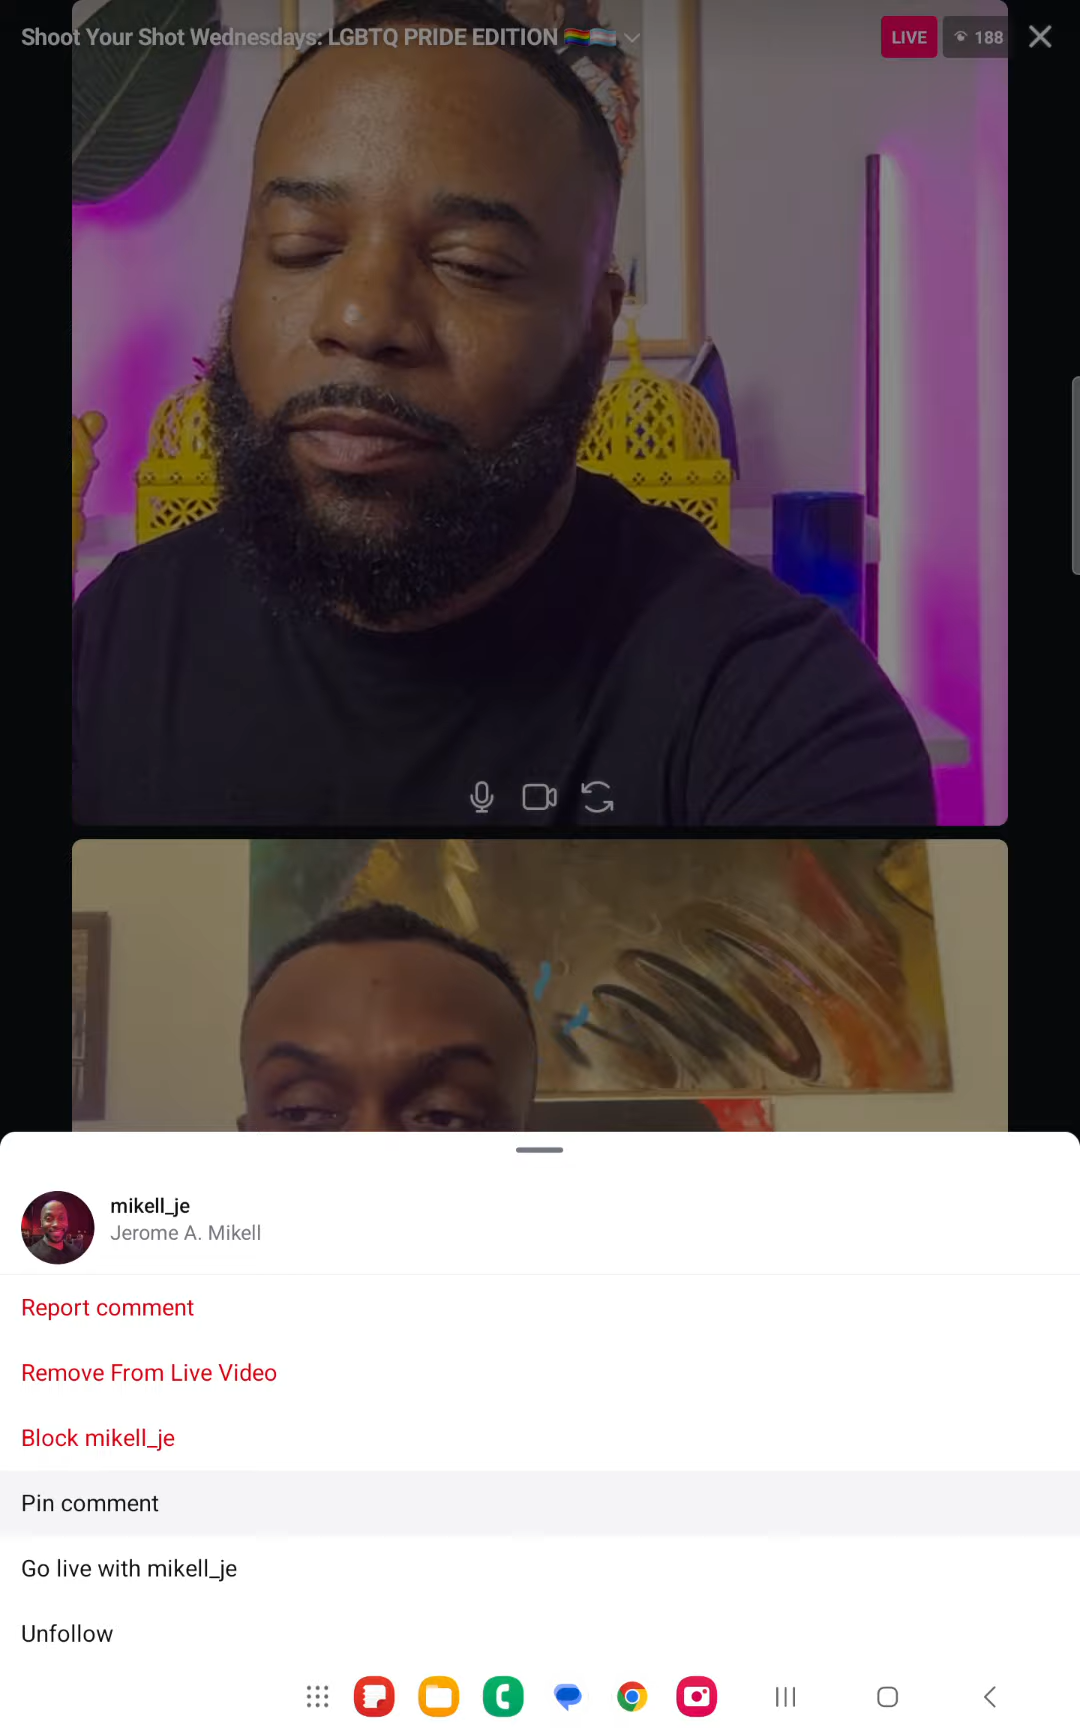 Shoot Your Shot Wednesdays: LGBTQ PRIDE EDITION 🏳️‍🌈🏳️‍⚧️
LIVE
188
mikell_je
Jerome A. Mikell
Report comment
Remove From Live Video
Block mikell_je
Pin comment
Go live with mikell_je
Unfollow